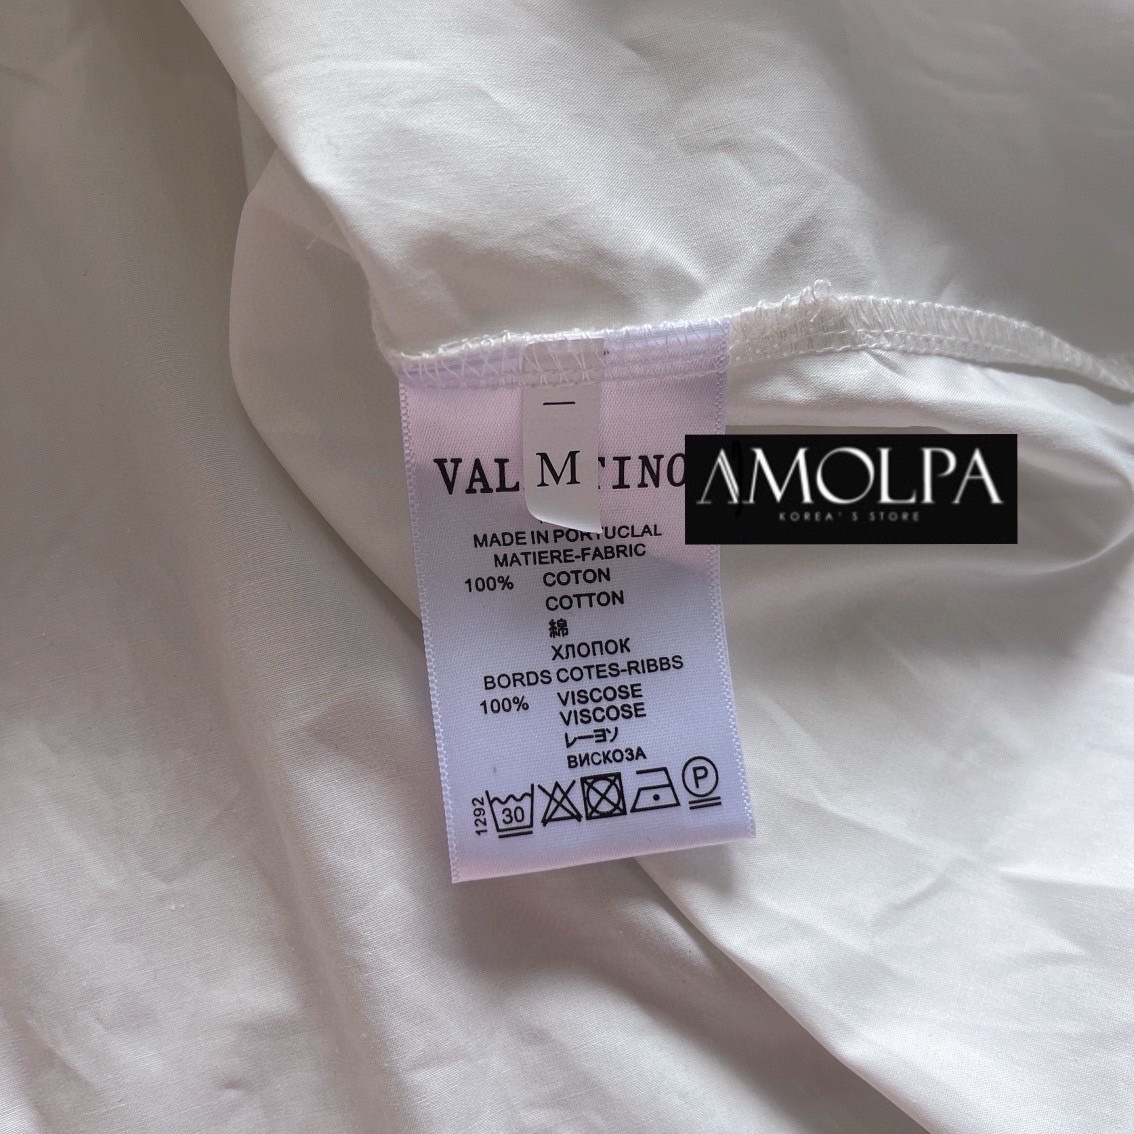 VAL TINO
M
AMOLPA
KOREA'S STORE
MADE IN PORTUCLAL
MATIERE-FABRIC
100% COTON
COTTON
綿
ХЛОПОК
BORDS COTES-RIBBS
100% VISCOSE
VISCOSE
レーヨソ
ВИСКОЗА
1292
30
P